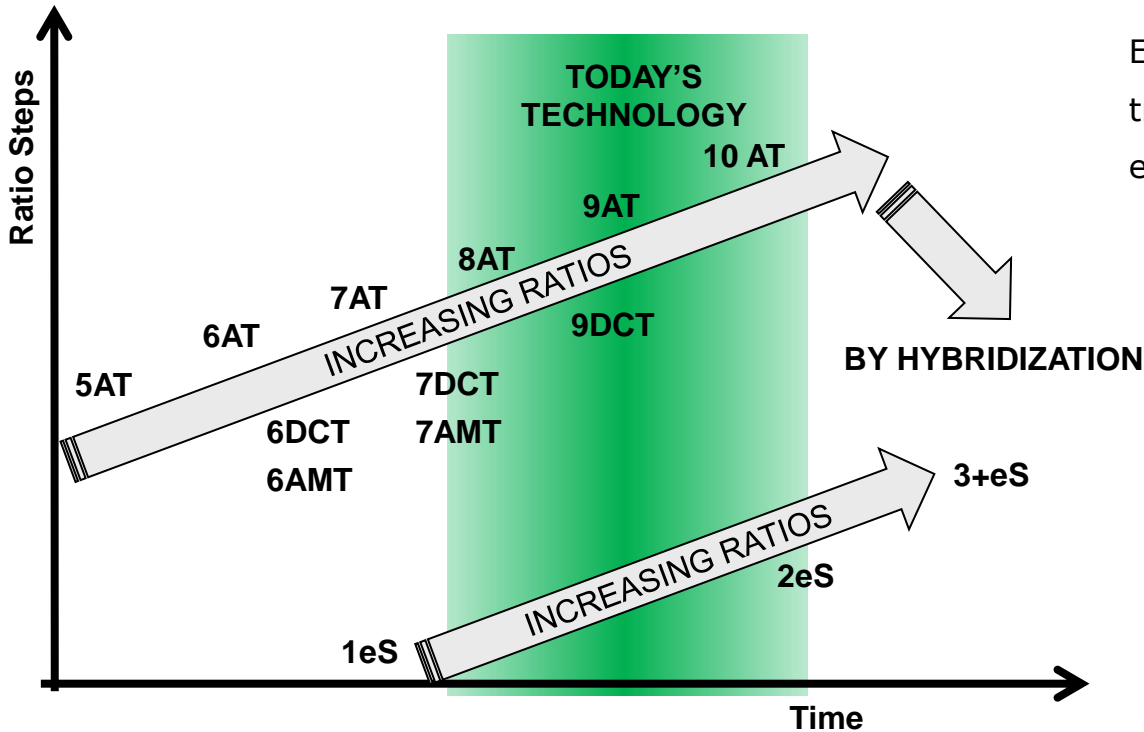 Ratio Steps
TODAY'S
TECHNOLOGY
10 AT
9AT
8AT
7AT
6AT
5AT
INCREASING RATIOS
9DCT
7DCT
7AMT
6DCT
6AMT
BY HYBRIDIZATION
3+eS
INCREASING RATIOS
2eS
1eS
Time